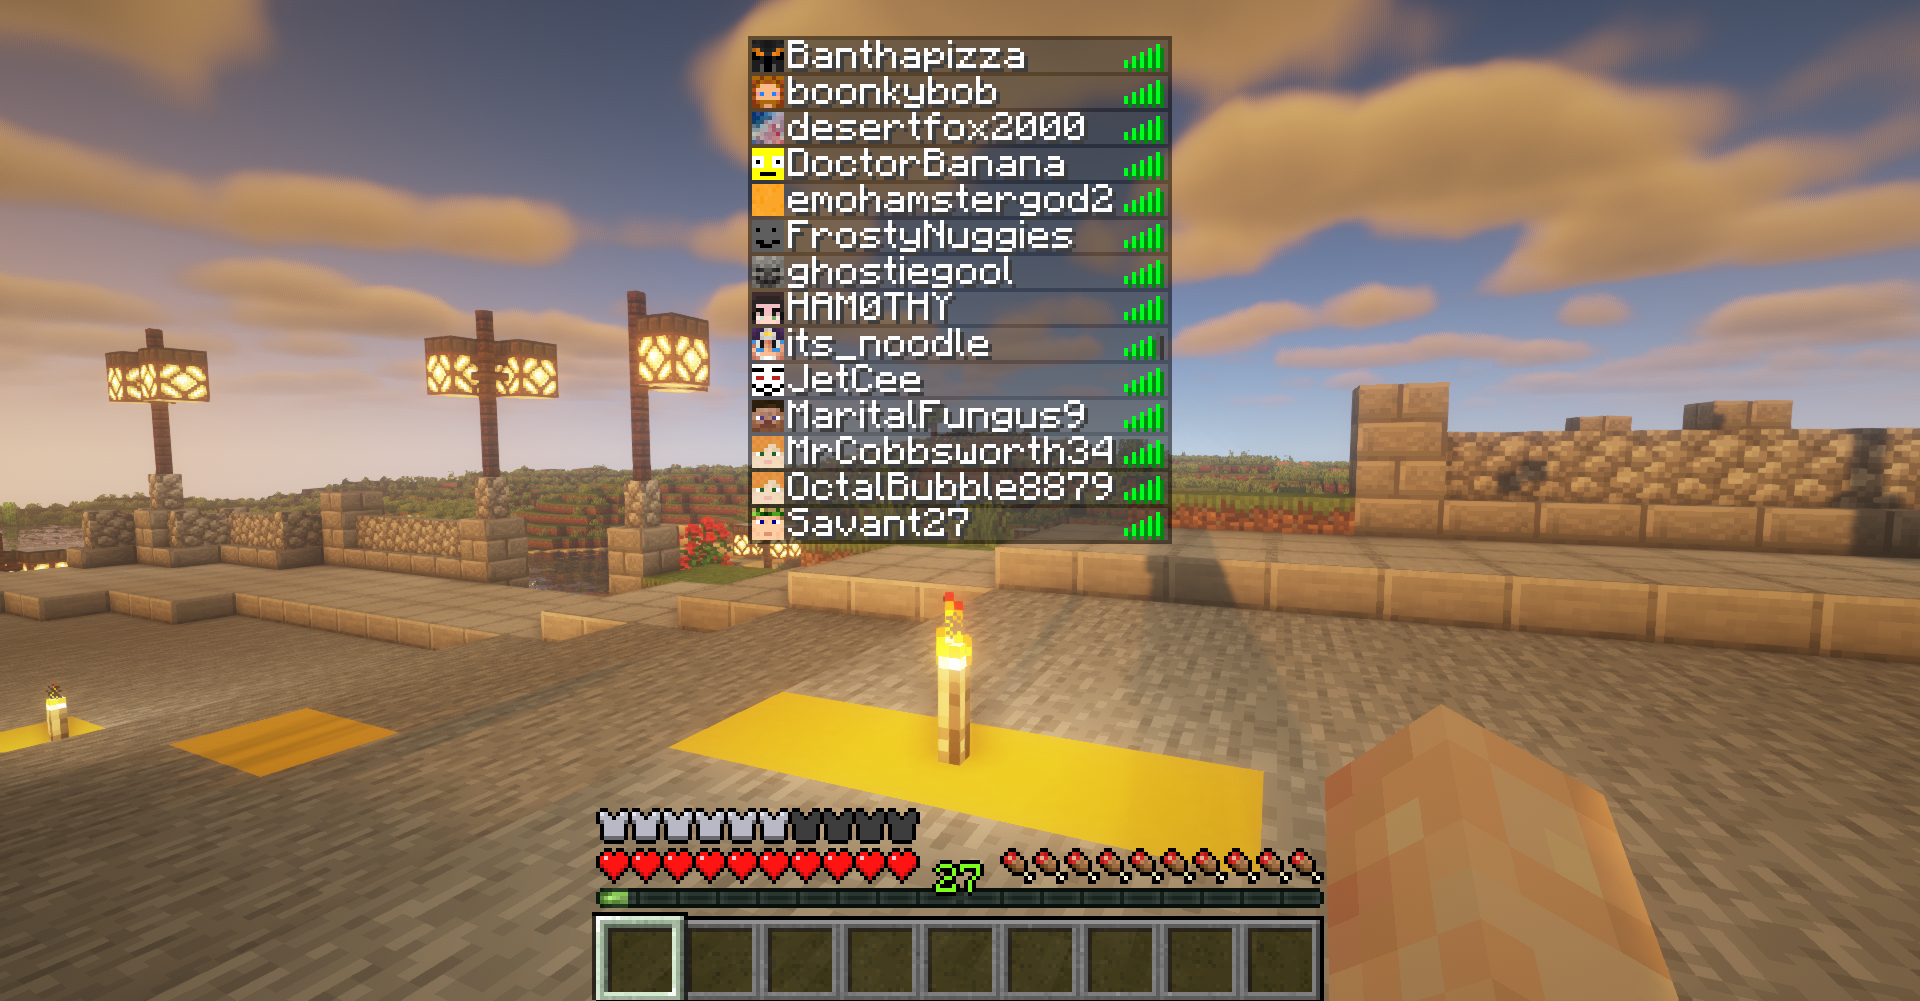 Banthapizza
boonkybob
desertfox2000
DoctorBanana
emohamstergod2
FrostyNuggies
ghostiegool
HAM0THY
its_noodle
JetCee
MaritalFungus9
MrCobbsworth34
OctalBubble8879
Savant27
27